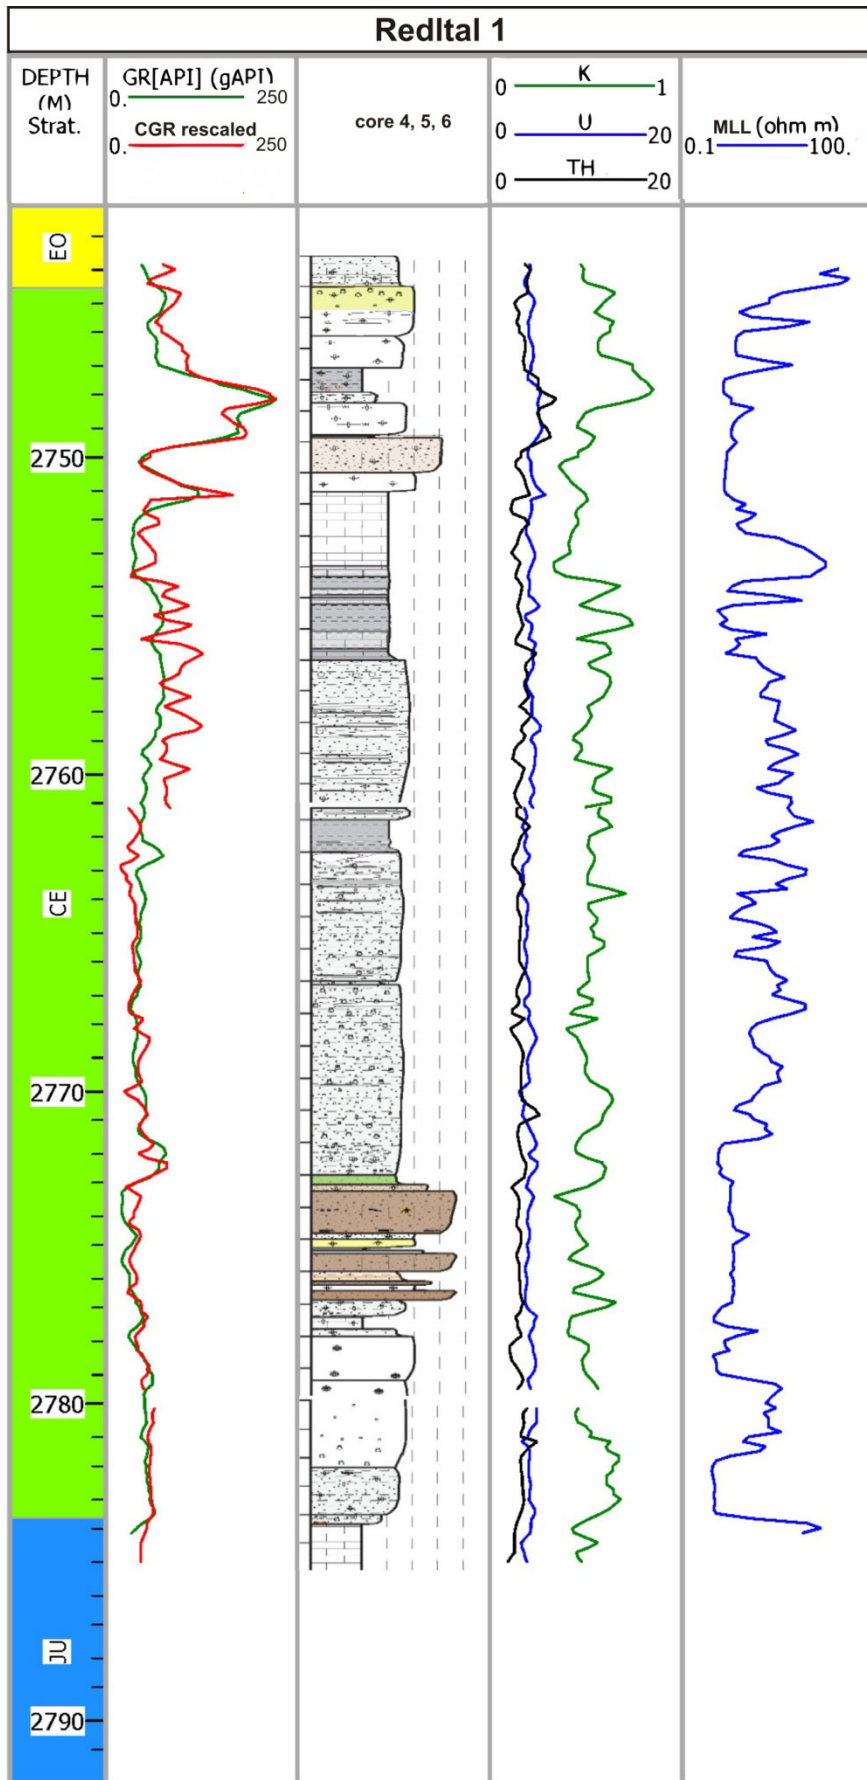 RedItal 1
DEPTH
(M)
Strat.
GR[API] (gAPI)
0. 250
CGR rescaled
0. 250
core 4, 5, 6
K
0 1
U
0 20
TH
0 20
MLL (ohm m)
0.1 100.
EO
2750
2760
CE
2770
2780
JU
2790